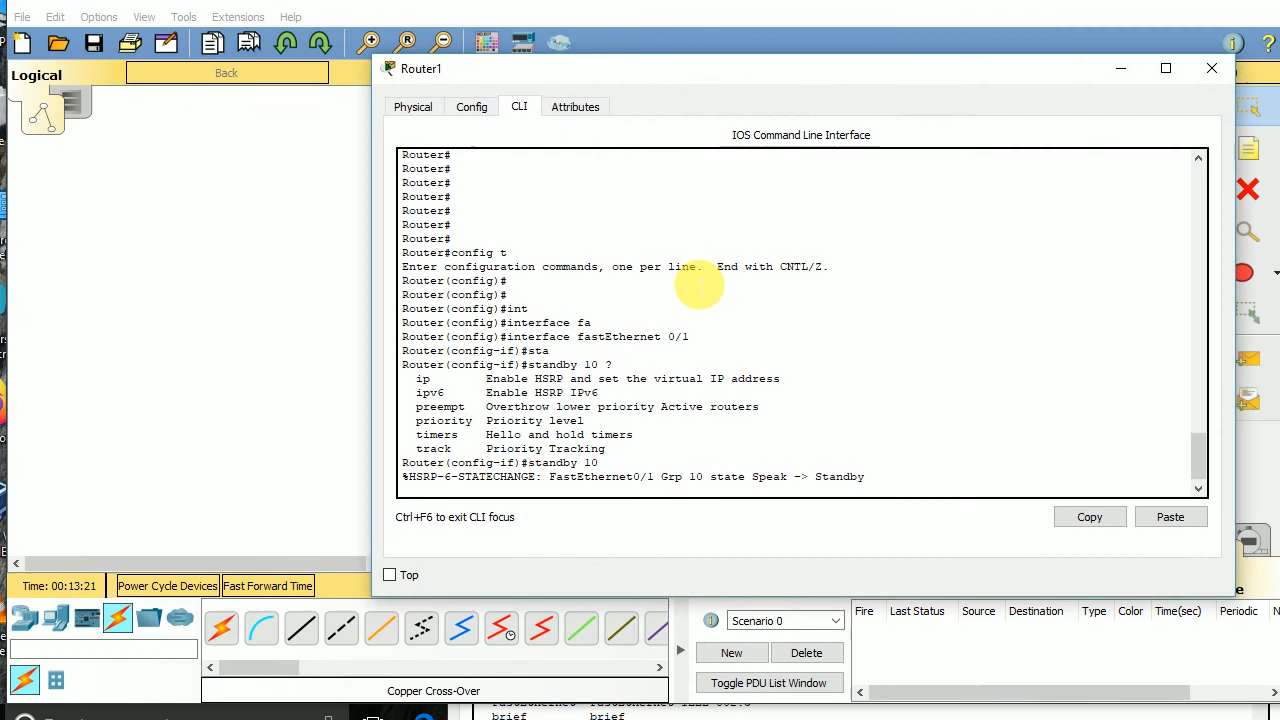 File Edit Options View Tools Extensions Help
Logical
Back
Router1
Physical Config CLI Attributes
IOS Command Line Interface
Router#
Router#
Router#
Router#
Router#
Router#
Router#
Router#config t
Enter configuration commands, one per line. End with CNTL/Z.
Router(config)#
Router(config)#
Router(config)#int
Router(config)#interface fa
Router(config)#interface fastEthernet 0/1
Router(config-if)#sta
Router(config-if)#standby 10 ?
ip Enable HSRP and set the virtual IP address
ipv6 Enable HSRP IPv6
preempt Overthrow lower priority Active routers
priority Priority level
timers Hello and hold timers
track Priority Tracking
Router(config-if)#standby 10
%HSRP-6-STATECHANGE: FastEthernet0/1 Grp 10 state Speak -> Standby
Ctrl+F6 to exit CLI focus
Copy Paste
Top
Time: 00:13:21 Power Cycle Devices Fast Forward Time
Scenario 0
New Delete
Toggle PDU List Window
Fire Last Status Source Destination Type Color Time(sec) Periodic
Copper Cross-Over
brief brief